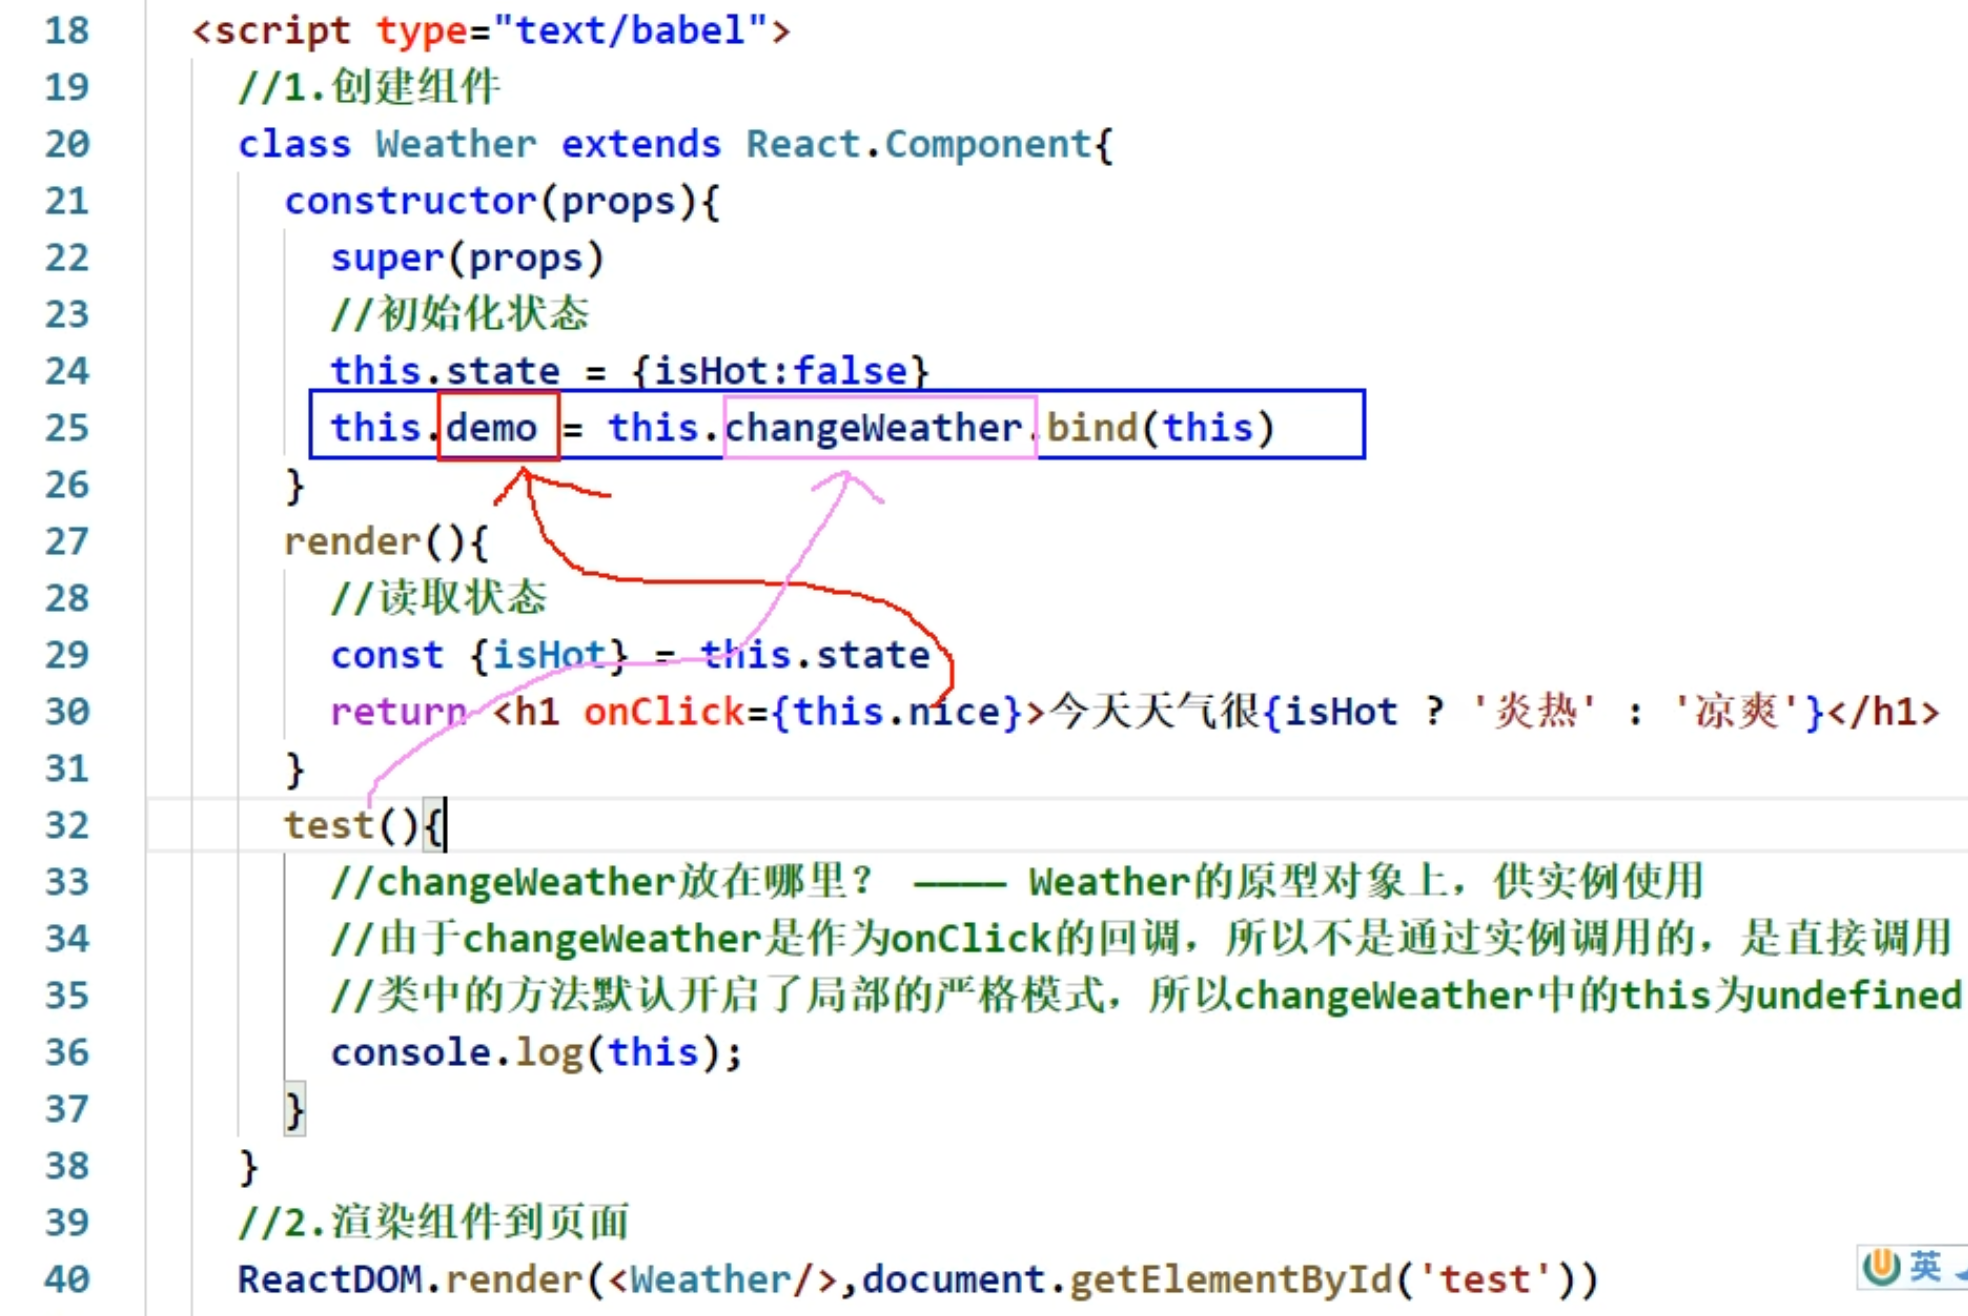 18 <script type="text/babel">
19 //1.创建组件
20 class Weather extends React.Component{
21 constructor(props){
22 super(props)
23 //初始化状态
24 this.state = {isHot:false}
25 this.demo = this.changeWeather.bind(this)
26 }
27 render(){
28 //读取状态
29 const {isHot} = this.state
30 return <h1 onClick={this.nice}>今天天气很{isHot ? '炎热' : '凉爽'}</h1>
31 }
32 test(){
33 //changeWeather放在哪里？ ———— Weather的原型对象上，供实例使用
34 //由于changeWeather是作为onClick的回调，所以不是通过实例调用的，是直接调用
35 //类中的方法默认开启了局部的严格模式，所以changeWeather中的this为undefined
36 console.log(this);
37 }
38 }
39 //2.渲染组件到页面
40 ReactDOM.render(<Weather/>,document.getElementById('test'))
英